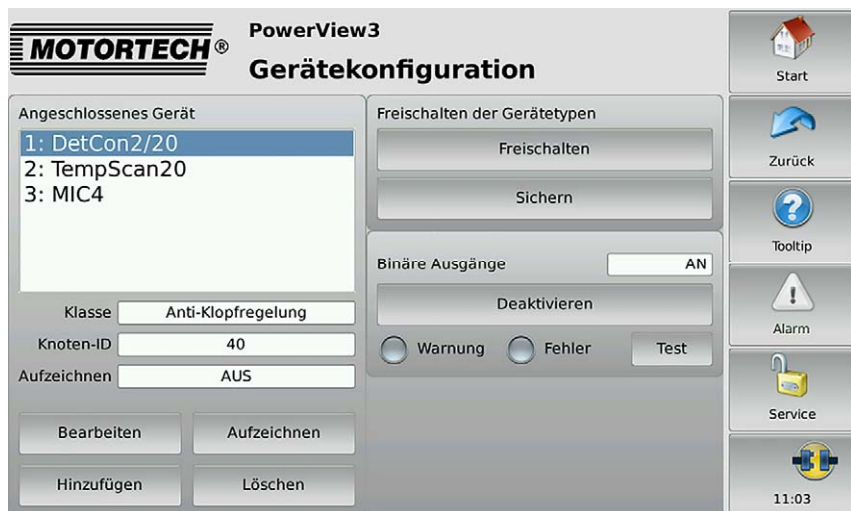 MOTORTECH®
PowerView3
Gerätekonfiguration
Angeschlossenes Gerät
1: DetCon2/20
2: TempScan20
3: MIC4
Klasse Anti-Klopfregelung
Knoten-ID 40
Aufzeichnen AUS
Bearbeiten Aufzeichnen
Hinzufügen Löschen
Freischalten der Gerätetypen
Freischalten
Sichern
Binäre Ausgänge AN
Deaktivieren
Warnung Fehler Test
Start
Zurück
Tooltip
Alarm
Service
11:03